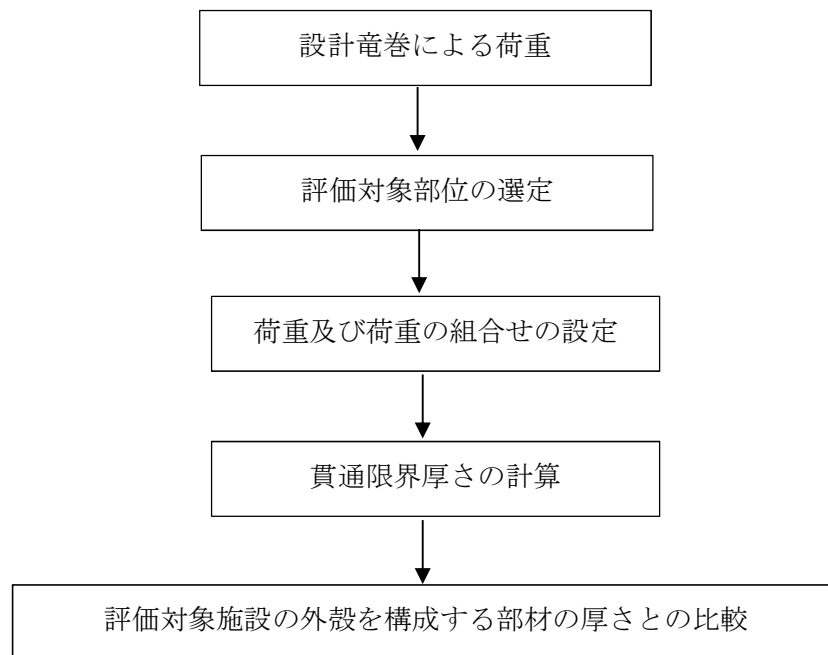 設計竜巻による荷重
評価対象部位の選定
荷重及び荷重の組合せの設定
貫通限界厚さの計算
評価対象施設の外殻を構成する部材の厚さとの比較